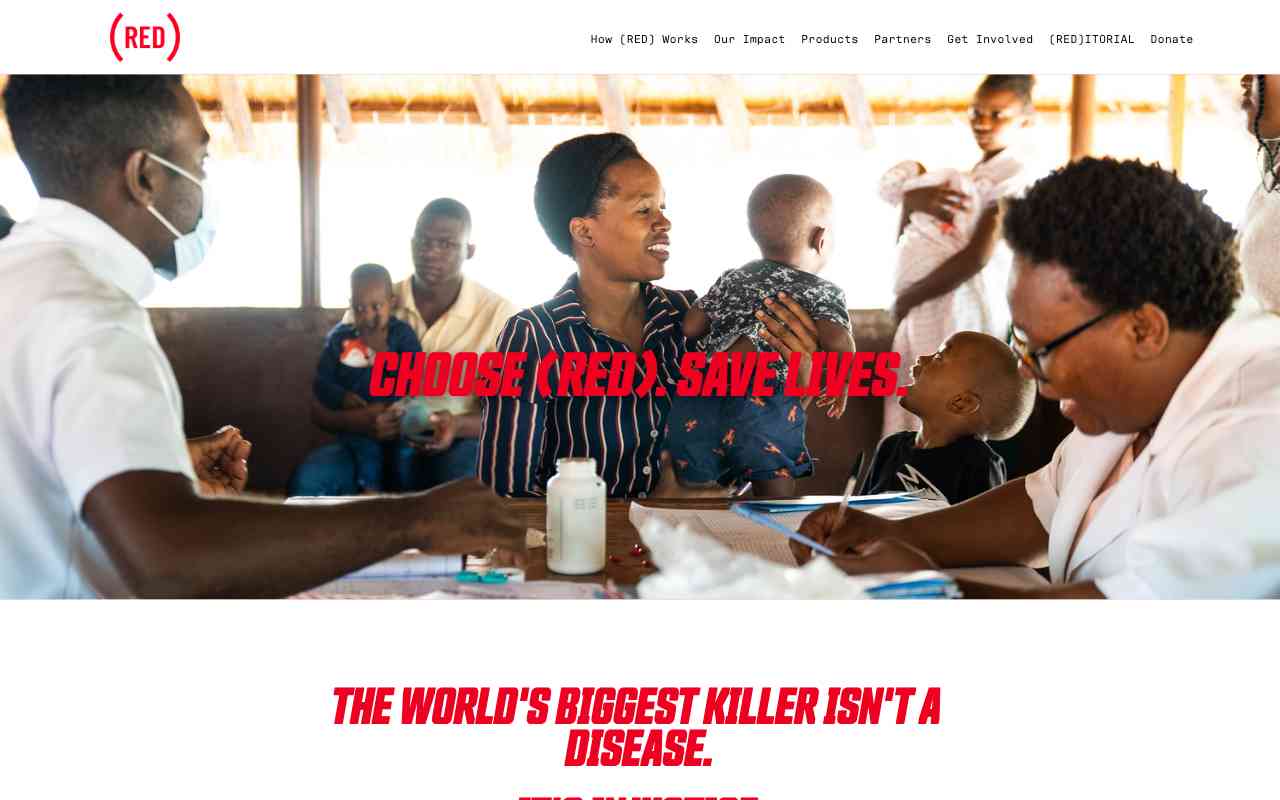 (RED)
How (RED) Works Our Impact Products Partners Get Involved (RED)ITORIAL Donate
CHOOSE (RED). SAVE LIVES.
THE WORLD'S BIGGEST KILLER ISN'T A
DISEASE.